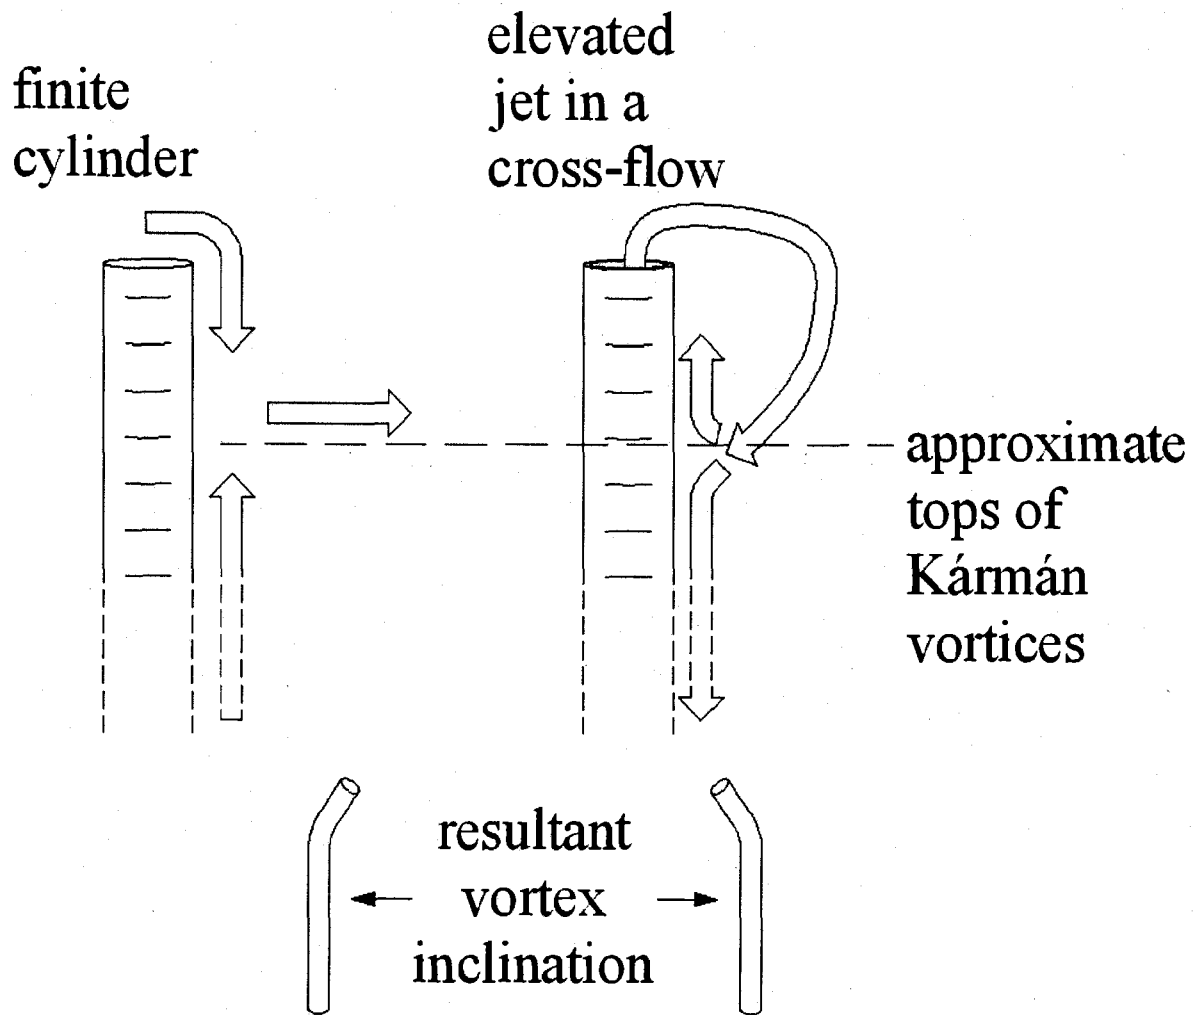 finite
cylinder
elevated
jet in a
cross-flow
approximate
tops of
Kármán
vortices
resultant
vortex
inclination